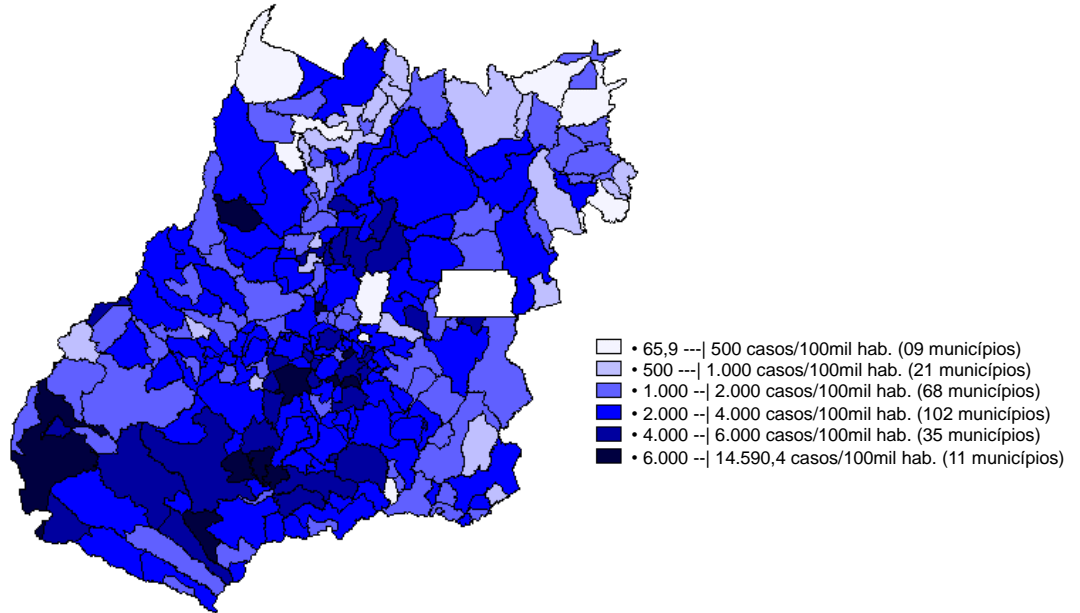 • 65,9 ---| 500 casos/100mil hab. (09 municípios)
• 500 ---| 1.000 casos/100mil hab. (21 municípios)
• 1.000 --| 2.000 casos/100mil hab. (68 municípios)
• 2.000 --| 4.000 casos/100mil hab. (102 municípios)
• 4.000 --| 6.000 casos/100mil hab. (35 municípios)
• 6.000 --| 14.590,4 casos/100mil hab. (11 municípios)